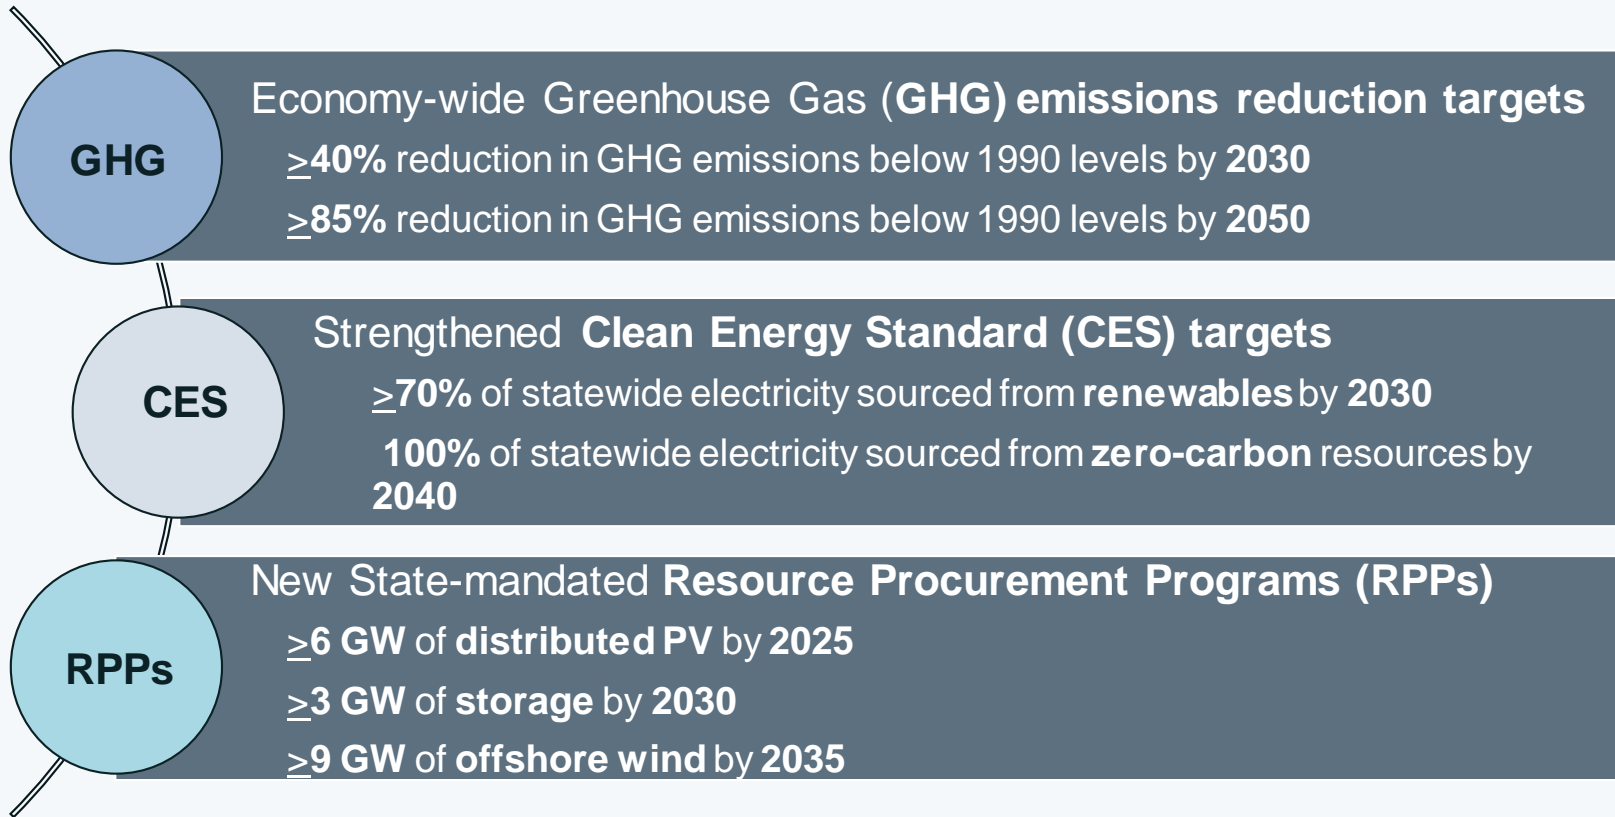 GHG
Economy-wide Greenhouse Gas (GHG) emissions reduction targets
>40% reduction in GHG emissions below 1990 levels by 2030
>85% reduction in GHG emissions below 1990 levels by 2050
CES
Strengthened Clean Energy Standard (CES) targets
>70% of statewide electricity sourced from renewables by 2030
100% of statewide electricity sourced from zero-carbon resources by
2040
RPPs
New State-mandated Resource Procurement Programs (RPPs)
>6 GW of distributed PV by 2025
>3 GW of storage by 2030
>9 GW of offshore wind by 2035